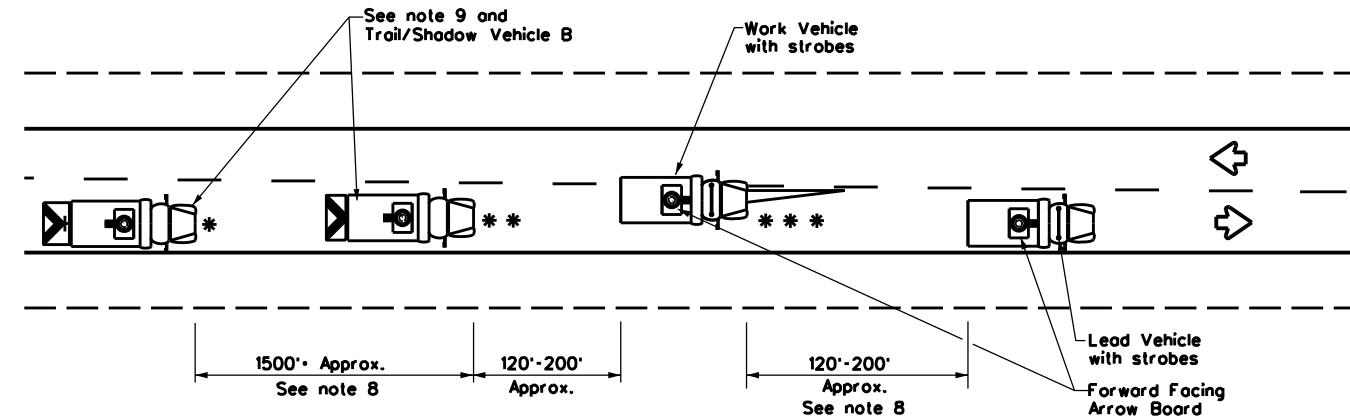 See note 9 and
Trail/Shadow Vehicle B
Work Vehicle
with strobes
*
* *
* * *
1500'+ Approx.
See note 8
120'-200'
Approx.
120'-200'
Approx.
See note 8
Lead Vehicle
with strobes
Forward Facing
Arrow Board